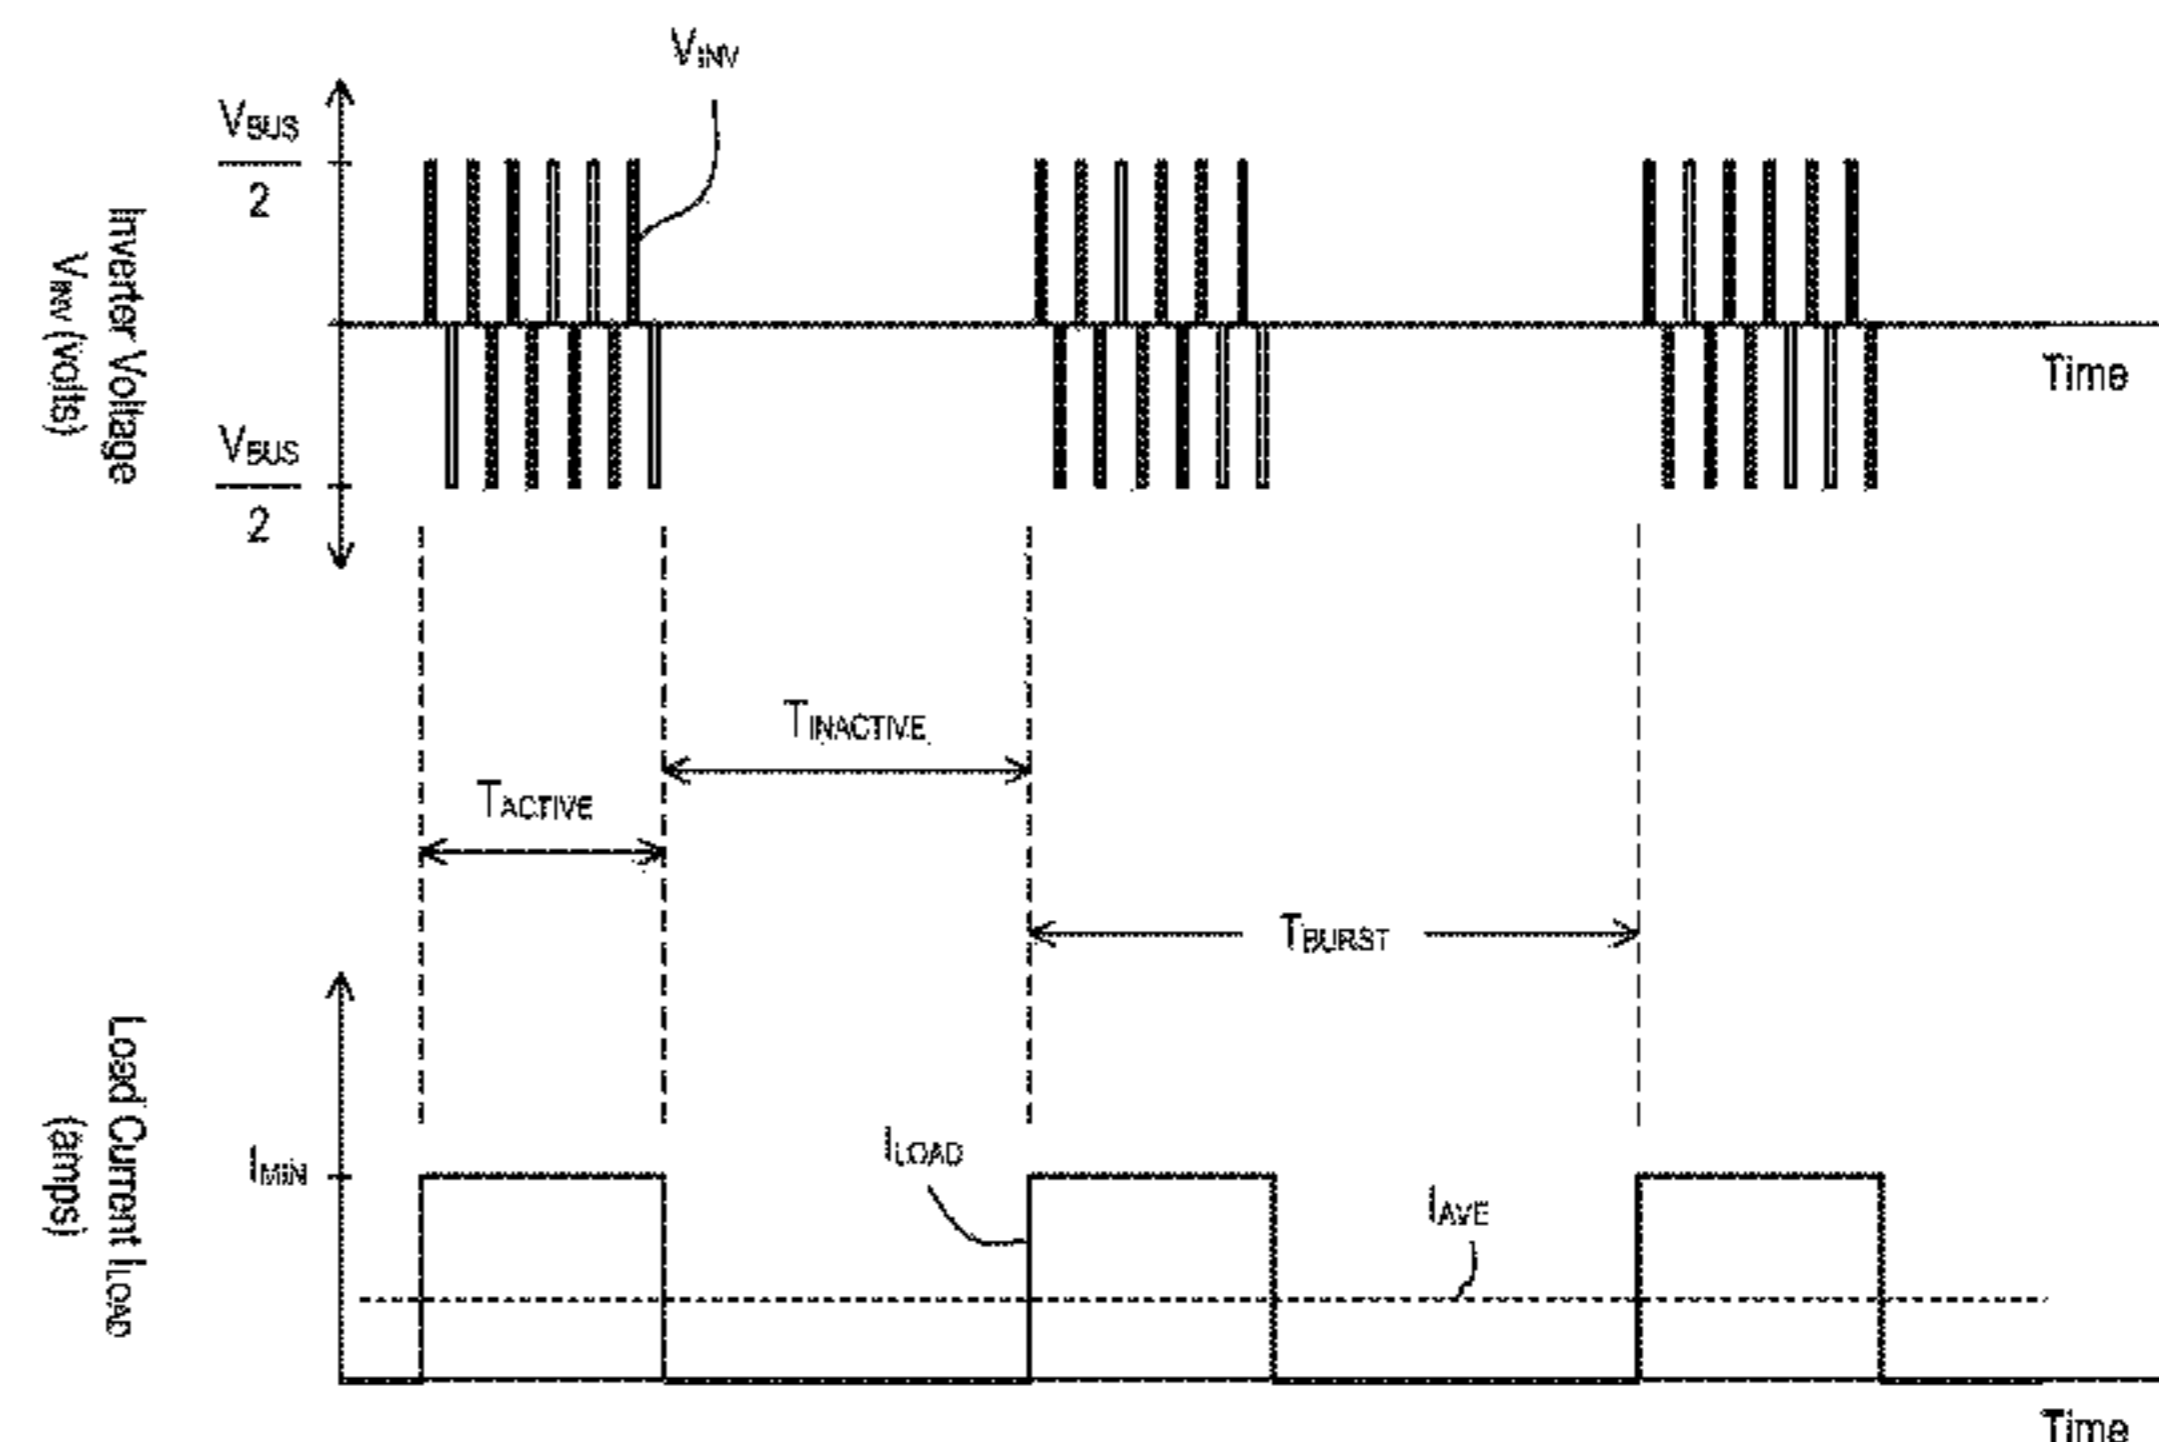 VINV
VBUS
2
Inverter Voltage
VINV (volts)
VBUS
2
Time
TINACTIVE
TACTIVE
TBURST
Load Current ILOAD
(amps)
IMIN
ILOAD
IAVE
Time